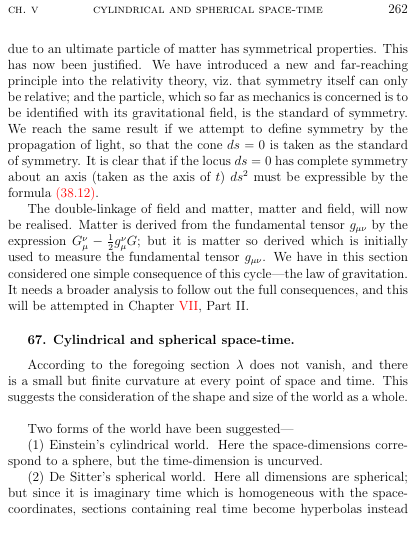 CH. V CYLINDRICAL AND SPHERICAL SPACE-TIME 262
due to an ultimate particle of matter has symmetrical properties. This
has now been justified. We have introduced a new and far-reaching
principle into the relativity theory, viz. that symmetry itself can only
be relative; and the particle, which so far as mechanics is concerned is to
be identified with its gravitational field, is the standard of symmetry.
We reach the same result if we attempt to define symmetry by the
propagation of light, so that the cone ds = 0 is taken as the standard
of symmetry. It is clear that if the locus ds = 0 has complete symmetry
about an axis (taken as the axis of t) ds² must be expressible by the
formula (38.12).
The double-linkage of field and matter, matter and field, will now
be realised. Matter is derived from the fundamental tensor g_{μν} by the
expression G_μ^ν − ½g_μ^νG; but it is matter so derived which is initially
used to measure the fundamental tensor g_{μν}. We have in this section
considered one simple consequence of this cycle—the law of gravitation.
It needs a broader analysis to follow out the full consequences, and this
will be attempted in Chapter VII, Part II.
67. Cylindrical and spherical space-time.
According to the foregoing section λ does not vanish, and there
is a small but finite curvature at every point of space and time. This
suggests the consideration of the shape and size of the world as a whole.
Two forms of the world have been suggested—
(1) Einstein's cylindrical world. Here the space-dimensions corre-
spond to a sphere, but the time-dimension is uncurved.
(2) De Sitter's spherical world. Here all dimensions are spherical;
but since it is imaginary time which is homogeneous with the space-
coordinates, sections containing real time become hyperbolas instead